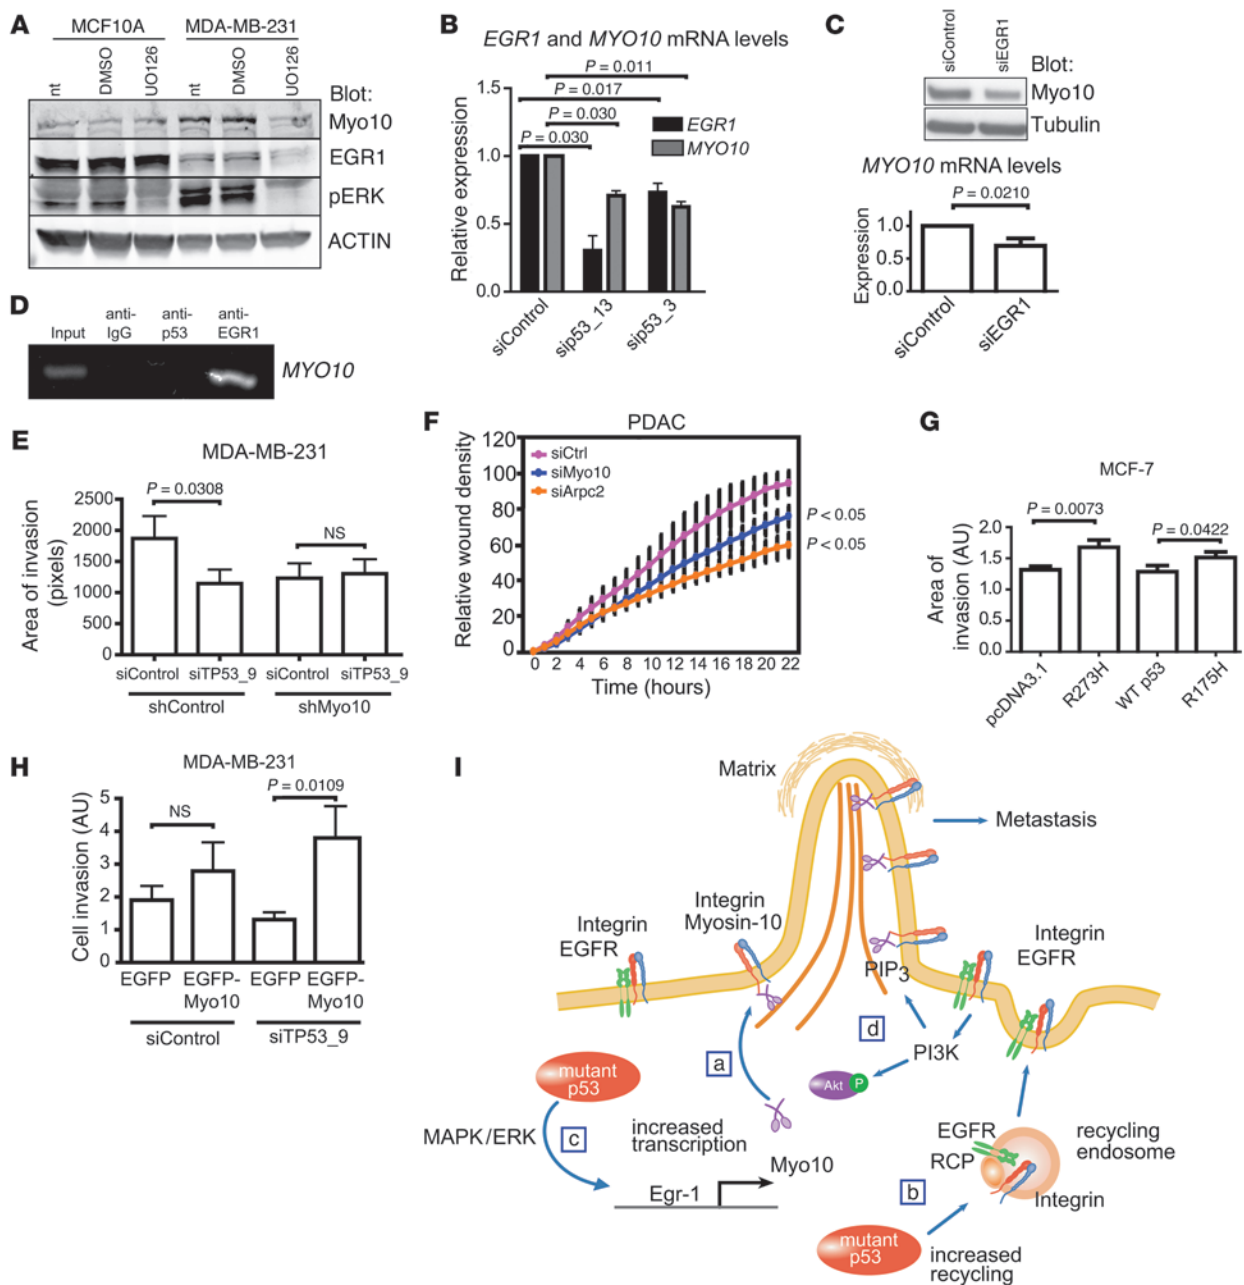 A
MCF10A MDA-MB-231
nt DMSO UO126 nt DMSO UO126
Blot:
Myo10
EGR1
pERK
ACTIN
B
EGR1 and MYO10 mRNA levels
P = 0.011
P = 0.017
P = 0.030
P = 0.030
EGR1
MYO10
Relative expression
1.0
0.5
0.0
siControl sip53_13 sip53_3
C
siControl siEGR1
Blot:
Myo10
Tubulin
MYO10 mRNA levels
P = 0.0210
Expression
1.0
0.5
0.0
siControl siEGR1
D
Input anti-IgG anti-p53 anti-EGR1
MYO10
E
MDA-MB-231
P = 0.0308
NS
Area of invasion
(pixels)
2500
2000
1500
1000
500
0
siControl siTP53_9 siControl siTP53_9
shControl shMyo10
F
PDAC
Relative wound density
120
100
80
60
40
20
0
siCtrl
siMyo10
siArpc2
P < 0.05
P < 0.05
0 2 4 6 8 10 12 14 16 18 20 22
Time (hours)
G
MCF-7
P = 0.0073
P = 0.0422
Area of
invasion (AU)
2.0
1.5
1.0
0.5
0.0
pcDNA3.1 R273H WT p53 R175H
H
MDA-MB-231
P = 0.0109
NS
Cell invasion (AU)
5
4
3
2
1
0
EGFP EGFP-Myo10 EGFP EGFP-Myo10
siControl siTP53_9
I
Matrix
Metastasis
Integrin
Myosin-10
Integrin
EGFR
PIP3
Integrin
EGFR
d
PI3K
a
Akt P
mutant
p53
MAPK/ERK
c
increased
transcription
Myo10
Egr-1
EGFR
RCP
recycling
endosome
Integrin
b
mutant
p53
increased
recycling